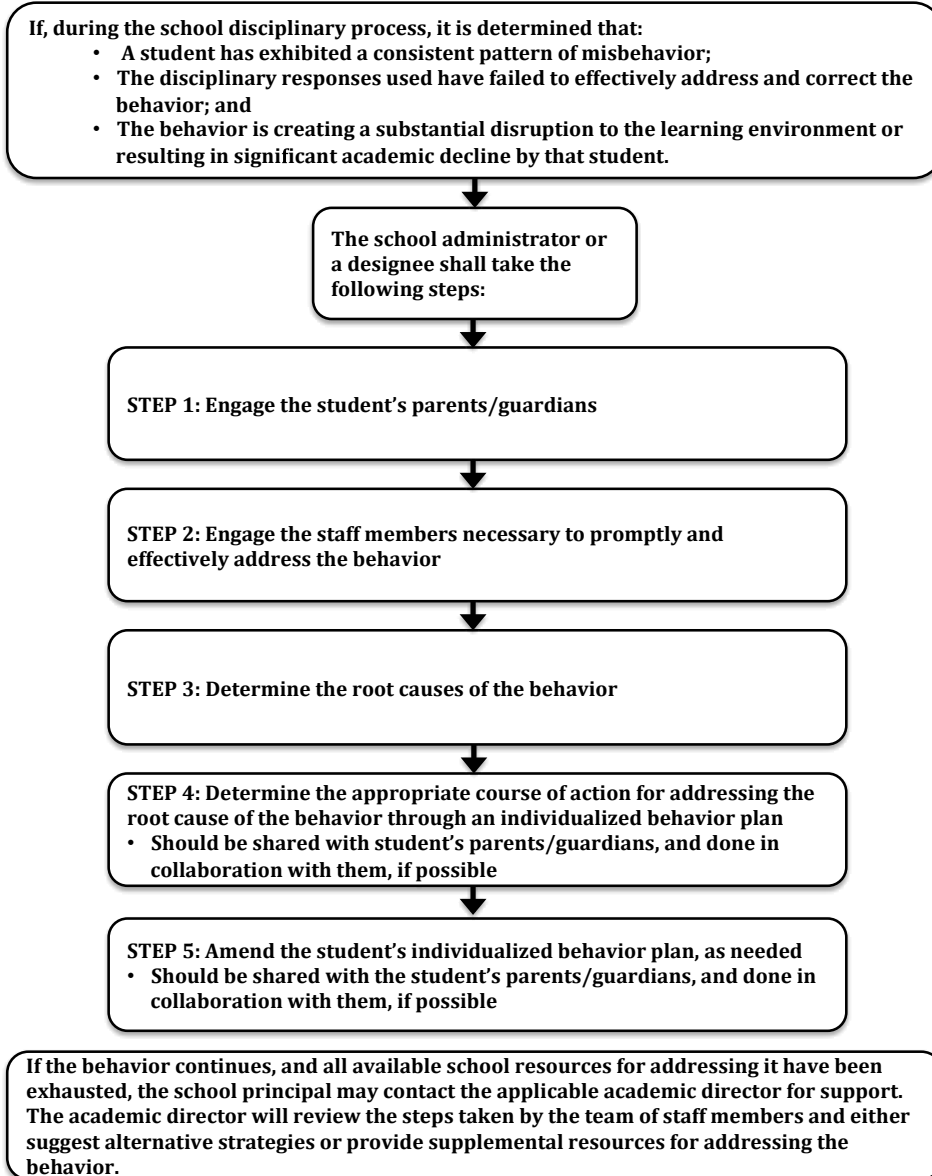 If, during the school disciplinary process, it is determined that:
• A student has exhibited a consistent pattern of misbehavior;
• The disciplinary responses used have failed to effectively address and correct the
behavior; and
• The behavior is creating a substantial disruption to the learning environment or
resulting in significant academic decline by that student.
The school administrator or
a designee shall take the
following steps:
STEP 1: Engage the student’s parents/guardians
STEP 2: Engage the staff members necessary to promptly and
effectively address the behavior
STEP 3: Determine the root causes of the behavior
STEP 4: Determine the appropriate course of action for addressing the
root cause of the behavior through an individualized behavior plan
• Should be shared with student’s parents/guardians, and done in
collaboration with them, if possible
STEP 5: Amend the student’s individualized behavior plan, as needed
• Should be shared with the student’s parents/guardians, and done in
collaboration with them, if possible
If the behavior continues, and all available school resources for addressing it have been
exhausted, the school principal may contact the applicable academic director for support.
The academic director will review the steps taken by the team of staff members and either
suggest alternative strategies or provide supplemental resources for addressing the
behavior.